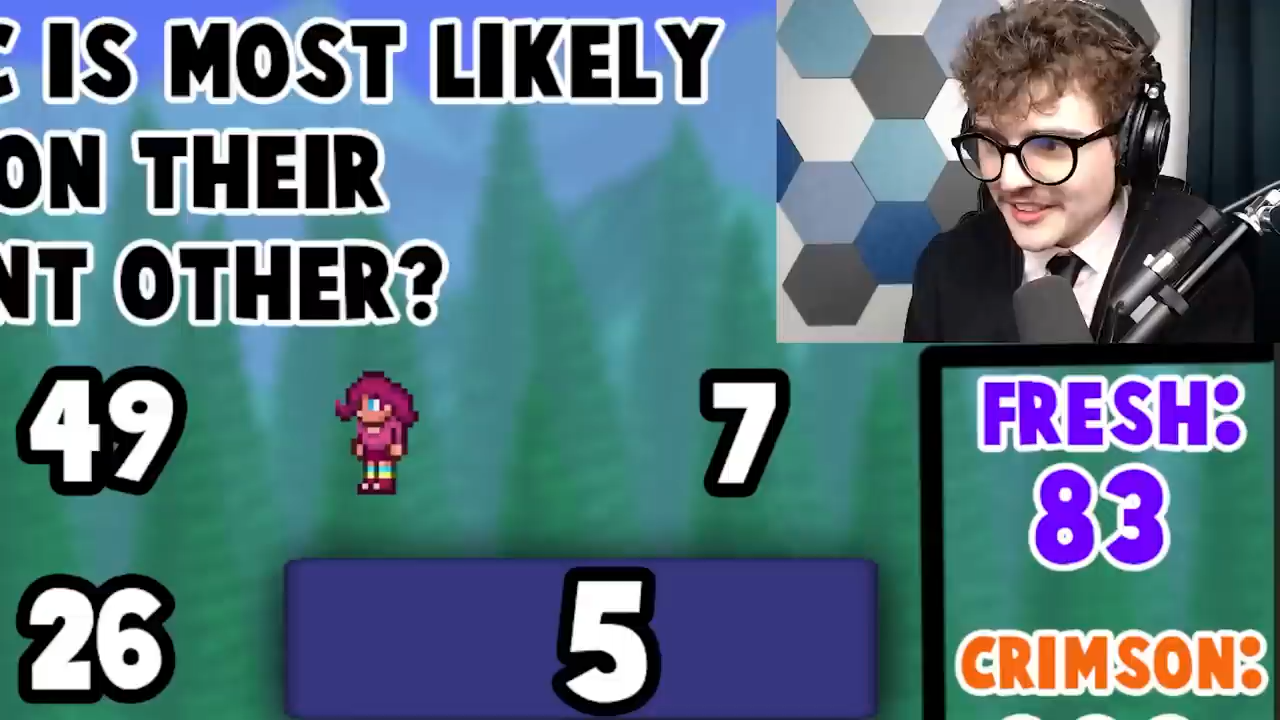 IS MOST LIKELY
ON THEIR
NT OTHER?
49
7
FRESH:
83
26
5
CRIMSON: